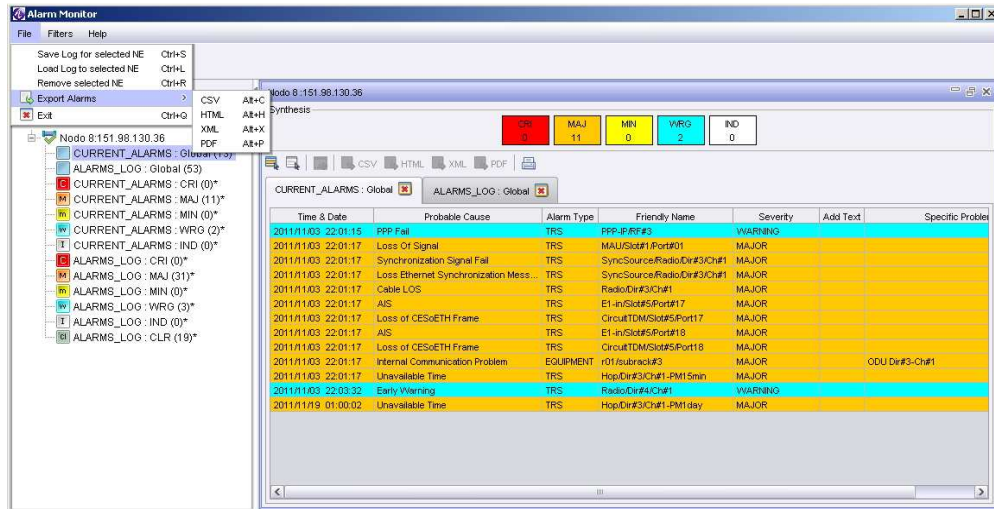 Alarm Monitor
File Filters Help
Save Log for selected NE Ctrl+S
Load Log to selected NE Ctrl+L
Remove selected NE Ctrl+R
Export Alarms
Exit Ctrl+Q
CSV Alt+C
HTML Alt+H
XML Alt+X
PDF Alt+P
Nodo 8:151.98.130.36
CURRENT_ALARMS : Global (13)
ALARMS_LOG : Global (53)
C CURRENT_ALARMS : CRI (0)*
M CURRENT_ALARMS : MAJ (11)*
m CURRENT_ALARMS : MIN (0)*
w CURRENT_ALARMS : WRG (2)*
I CURRENT_ALARMS : IND (0)*
C ALARMS_LOG : CRI (0)*
M ALARMS_LOG : MAJ (31)*
m ALARMS_LOG : MIN (0)*
w ALARMS_LOG : WRG (3)*
I ALARMS_LOG : IND (0)*
Cl ALARMS_LOG : CLR (19)*
Nodo 8 :151.98.130.36
Synthesis
CRI MAJ MIN WRG IND
0 11 0 2 0
CSV HTML XML PDF
CURRENT_ALARMS : Global ALARMS_LOG : Global
Time & Date Probable Cause Alarm Type Friendly Name Severity Add Text Specific Problem
2011/11/03 22:01:15 PPP Fail TRS PPP-IP/RF#3 WARNING
2011/11/03 22:01:17 Loss Of Signal TRS MAU/Slot#1/Port#01 MAJOR
2011/11/03 22:01:17 Synchronization Signal Fail TRS SyncSource/Radio/Dir#3/Ch#1 MAJOR
2011/11/03 22:01:17 Loss Ethernet Synchronization Mess... TRS SyncSource/Radio/Dir#3/Ch#1 MAJOR
2011/11/03 22:01:17 Cable LOS TRS Radio/Dir#3/Ch#1 MAJOR
2011/11/03 22:01:17 AIS TRS E1-in/Slot#5/Port#17 MAJOR
2011/11/03 22:01:17 Loss of CESoETH Frame TRS CircuitTDM/Slot#5/Port17 MAJOR
2011/11/03 22:01:17 AIS TRS E1-in/Slot#5/Port#18 MAJOR
2011/11/03 22:01:17 Loss of CESoETH Frame TRS CircuitTDM/Slot#5/Port18 MAJOR
2011/11/03 22:01:17 Internal Communication Problem EQUIPMENT r01/subrack#3 MAJOR ODU Dir#3-Ch#1
2011/11/03 22:01:17 Unavailable Time TRS Hop/Dir#3/Ch#1-PM15min MAJOR
2011/11/03 22:03:32 Early Warning TRS Radio/Dir#4/Ch#1 WARNING
2011/11/19 01:00:02 Unavailable Time TRS Hop/Dir#3/Ch#1-PM1day MAJOR